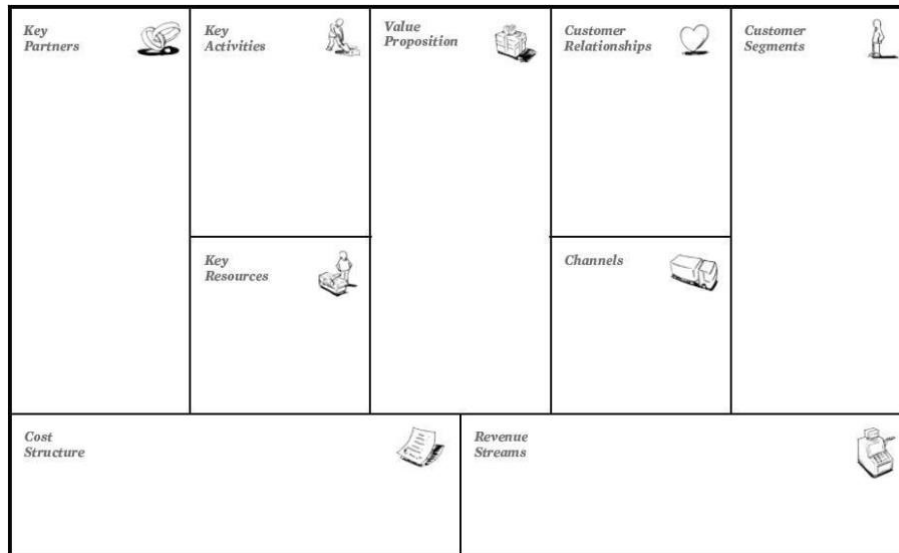 Key
Partners
Key
Activities
Value
Proposition
Customer
Relationships
Customer
Segments
Key
Resources
Channels
Cost
Structure
Revenue
Streams